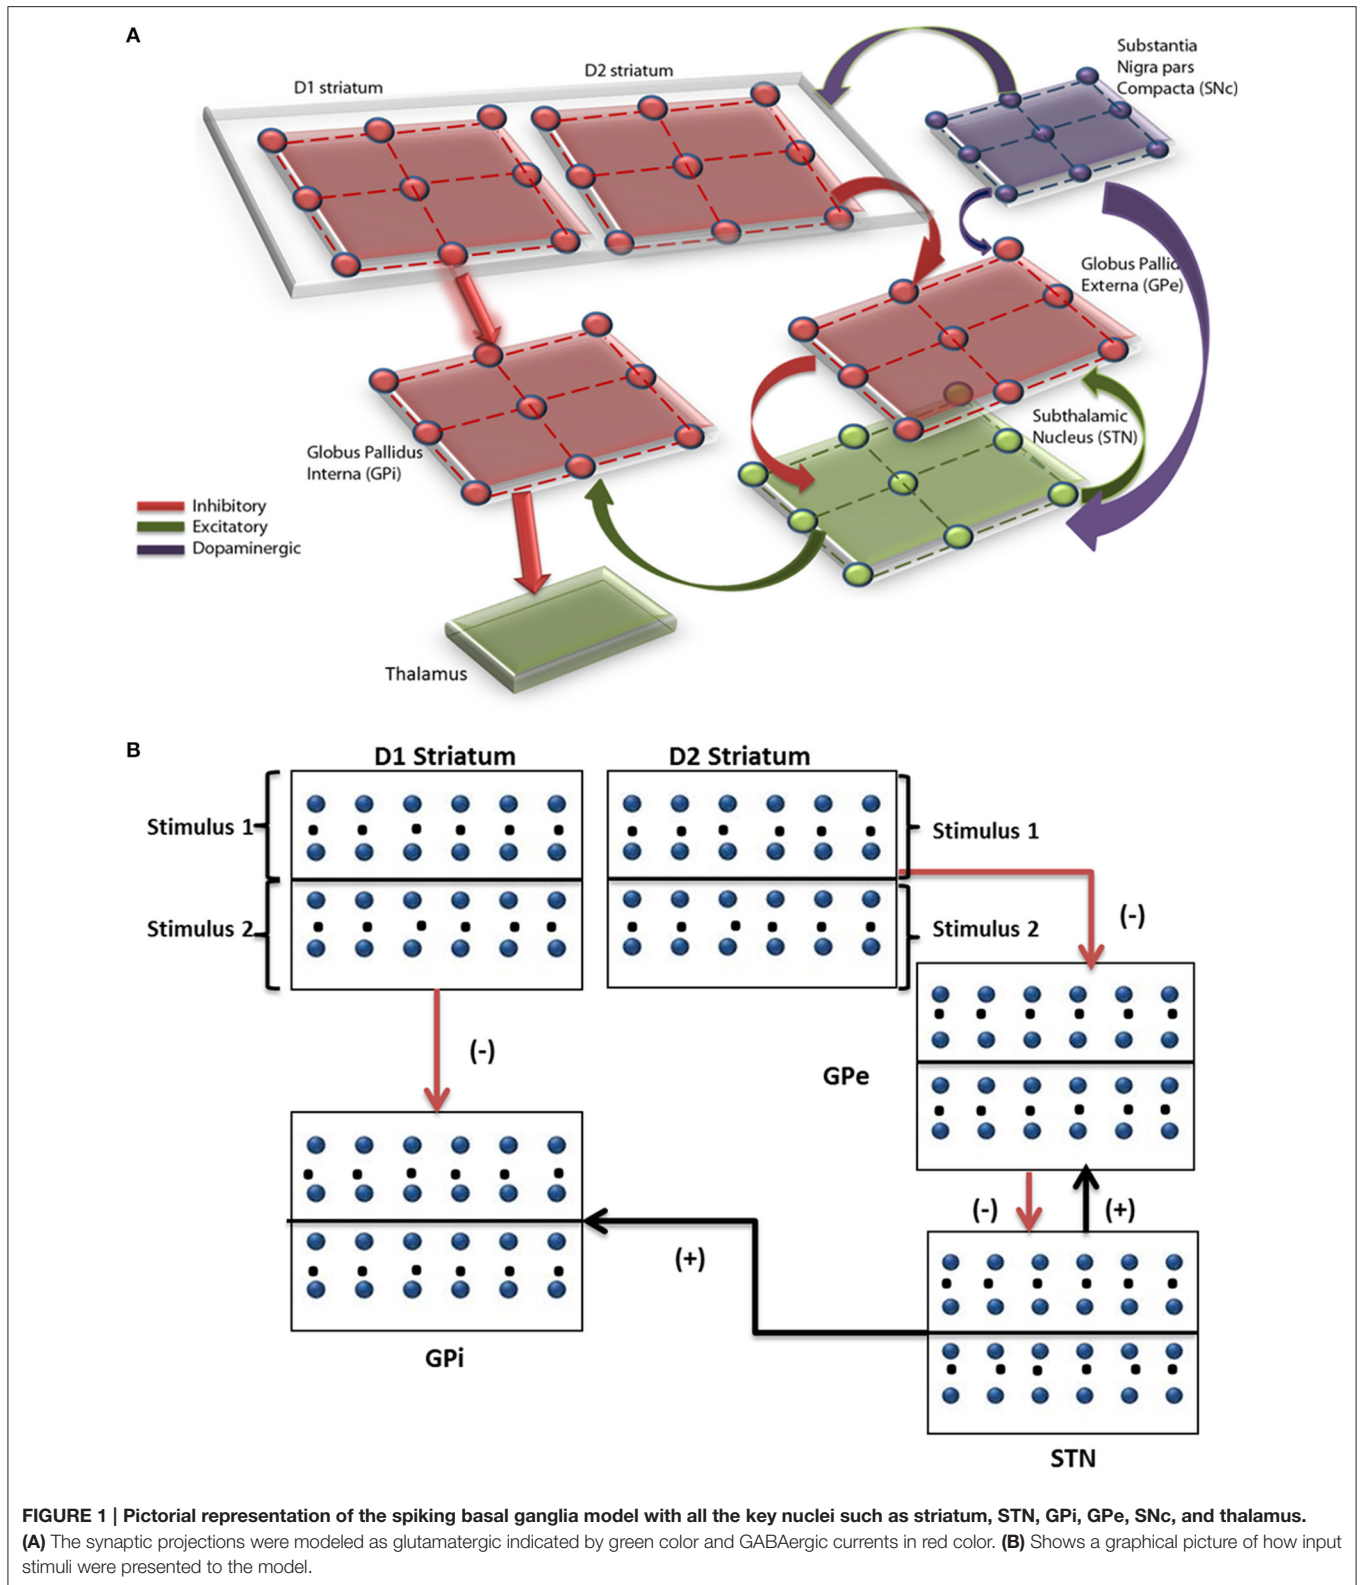 A
D1 striatum
D2 striatum
Substantia
Nigra pars
Compacta (SNc)
Globus Pallid
Externa (GPe)
Subthalamic
Nucleus (STN)
Globus Pallidus
Interna (GPi)
Inhibitory
Excitatory
Dopaminergic
Thalamus
B
D1 Striatum
D2 Striatum
Stimulus 1
Stimulus 1
Stimulus 2
Stimulus 2
(-)
(-)
GPe
(-)
(+)
(+)
GPi
STN
FIGURE 1 | Pictorial representation of the spiking basal ganglia model with all the key nuclei such as striatum, STN, GPi, GPe, SNc, and thalamus.
(A) The synaptic projections were modeled as glutamatergic indicated by green color and GABAergic currents in red color. (B) Shows a graphical picture of how input
stimuli were presented to the model.